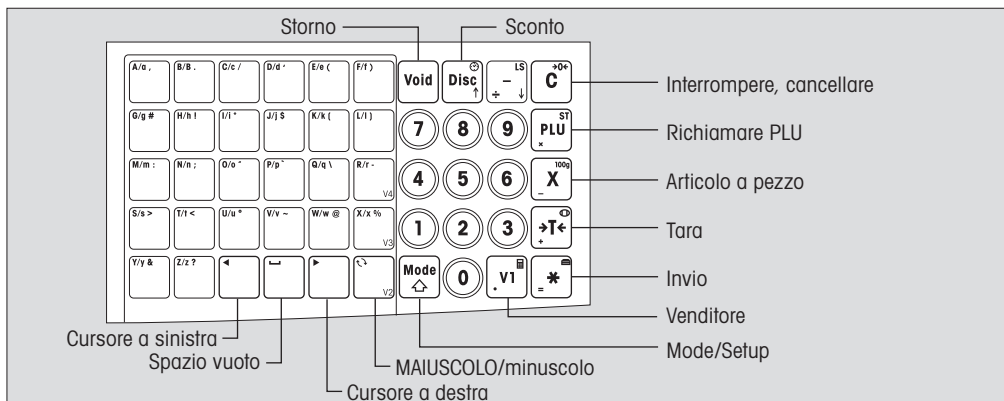 Storno Sconto
A/a , B/B . C/c / D/d ' E/e ( F/f ) Void Disc ↑ LS – ÷ ↓ →0← C Interrompere, cancellare
G/g # H/h ! I/i * J/j $ K/k ( L/l ) 7 8 9 ST PLU × Richiamare PLU
M/m : N/n ; O/o ˆ P/p ` Q/q \ R/r - V4 4 5 6 100g X – Articolo a pezzo
S/s > T/t < U/u ° V/v ~ W/w @ X/x % V3 1 2 3 →T← + Tara
Y/y & Z/z ? V2 Mode 0 V1 . * = Invio
Venditore
Cursore a sinistra Mode/Setup
Spazio vuoto MAIUSCOLO/minuscolo
Cursore a destra